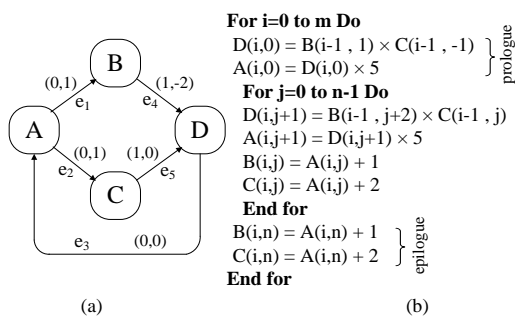 B
(0,1)
(1,-2)
e1
e4
A
D
(0,1)
(1,0)
e2
e5
C
e3
(0,0)
(a)
For i=0 to m Do
D(i,0) = B(i-1 , 1) × C(i-1 , -1)
A(i,0) = D(i,0) × 5
prologue
For j=0 to n-1 Do
D(i,j+1) = B(i-1 , j+2) × C(i-1 , j)
A(i,j+1) = D(i,j+1) × 5
B(i,j) = A(i,j) + 1
C(i,j) = A(i,j) + 2
End for
B(i,n) = A(i,n) + 1
C(i,n) = A(i,n) + 2
epilogue
End for
(b)